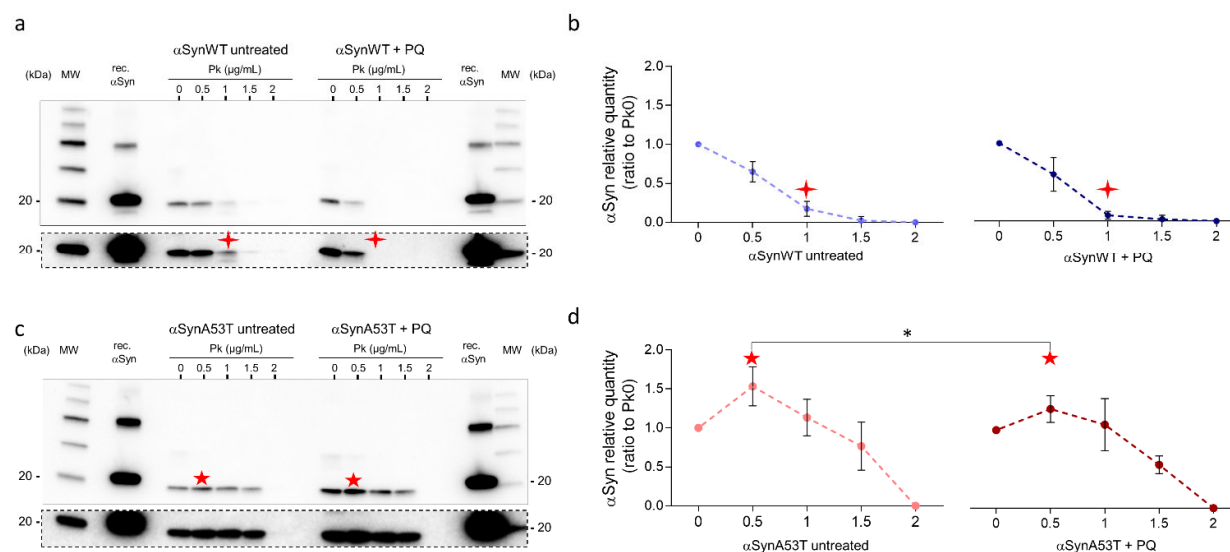 a
αSynWT untreated
αSynWT + PQ
(kDa)
MW
rec.
αSyn
Pk (µg/mL)
Pk (µg/mL)
rec.
αSyn
MW
(kDa)
0 0.5 1 1.5 2
0 0.5 1 1.5 2
20 -
- 20
20 -
- 20
b
αSyn relative quantity
(ratio to Pk0)
2.0
1.5
1.0
0.5
0.0
0 0.5 1 1.5 2
0 0.5 1 1.5 2
αSynWT untreated
αSynWT + PQ
c
αSynA53T untreated
αSynA53T + PQ
(kDa)
MW
rec.
αSyn
Pk (µg/mL)
Pk (µg/mL)
rec.
αSyn
MW
(kDa)
0 0.5 1 1.5 2
0 0.5 1 1.5 2
20 -
- 20
20 -
- 20
d
*
αSyn relative quantity
(ratio to Pk0)
2.0
1.5
1.0
0.5
0.0
0 0.5 1 1.5 2
0 0.5 1 1.5 2
αSynA53T untreated
αSynA53T + PQ